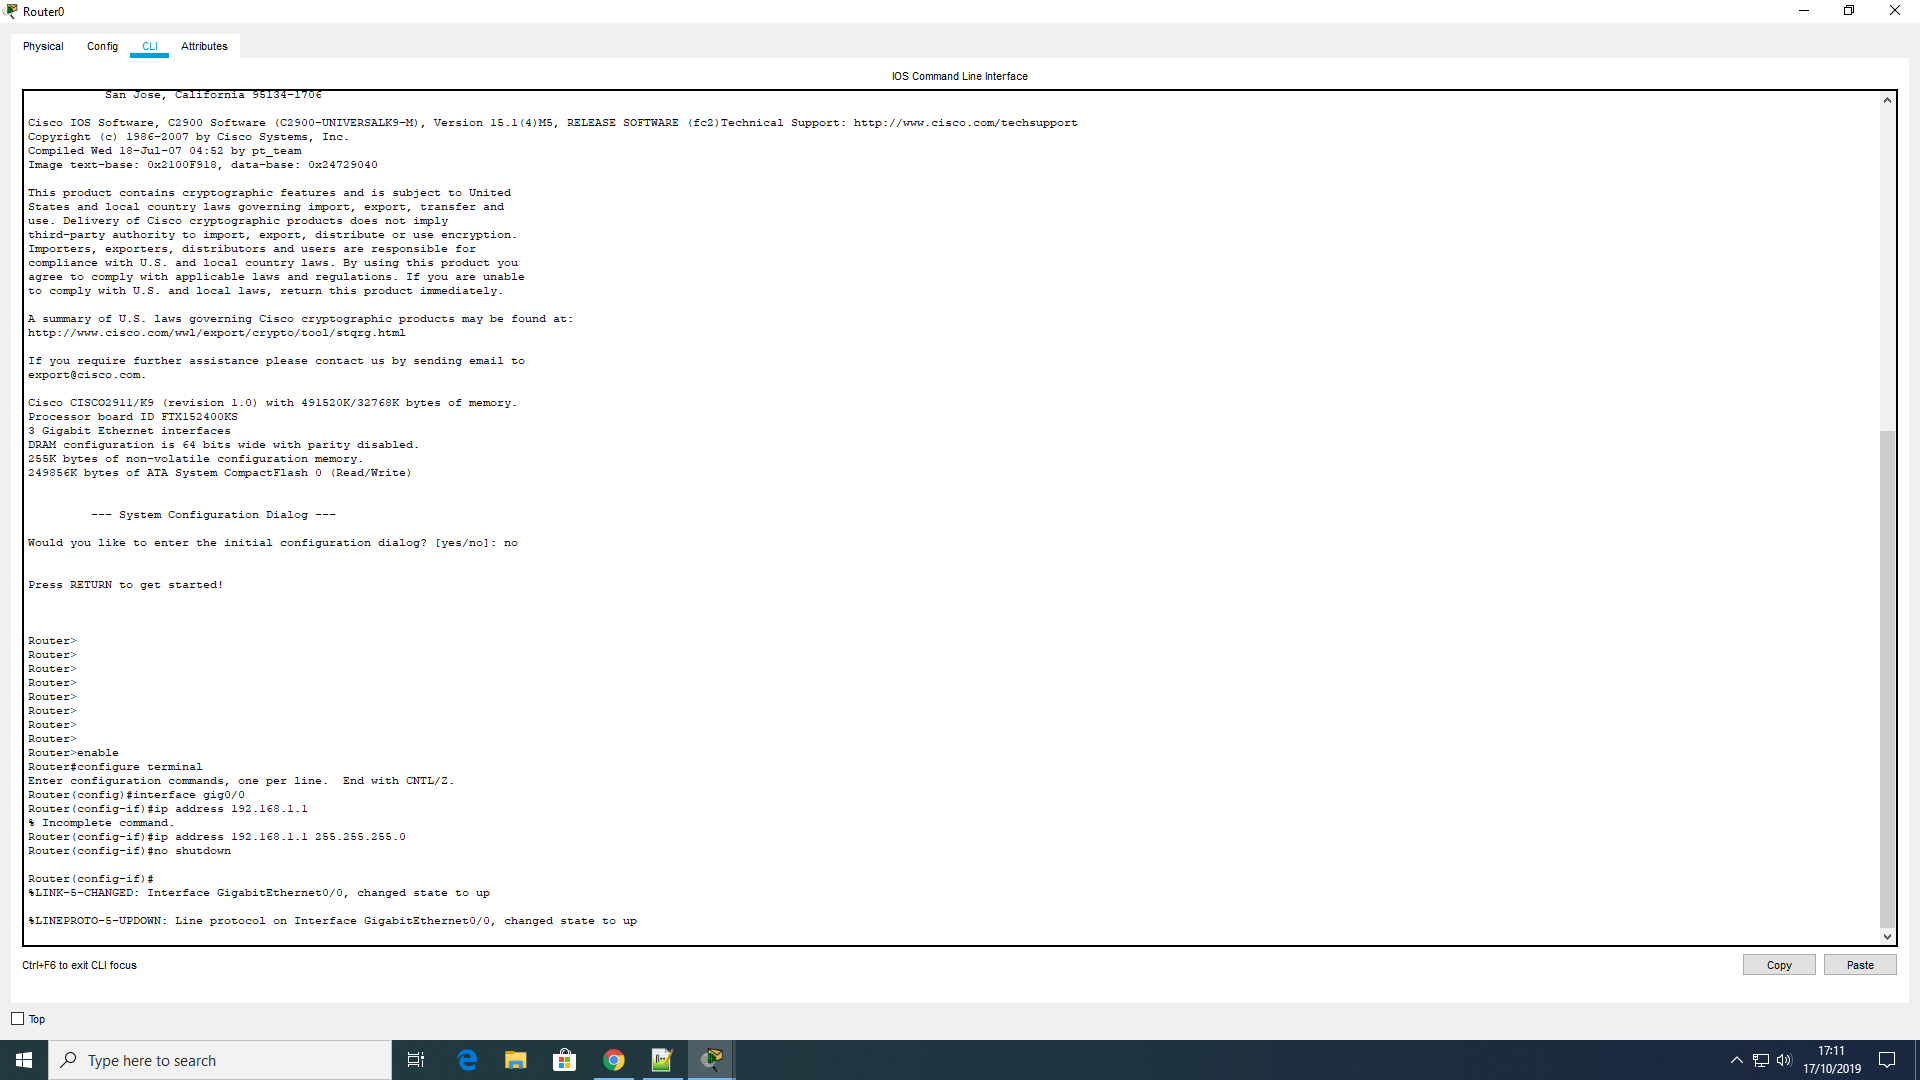 Router0
Physical Config CLI Attributes
IOS Command Line Interface
San Jose, California 95134-1706
Cisco IOS Software, C2900 Software (C2900-UNIVERSALK9-M), Version 15.1(4)M5, RELEASE SOFTWARE (fc2)Technical Support: http://www.cisco.com/techsupport
Copyright (c) 1986-2007 by Cisco Systems, Inc.
Compiled Wed 18-Jul-07 04:52 by pt_team
Image text-base: 0x2100F918, data-base: 0x24729040
This product contains cryptographic features and is subject to United
States and local country laws governing import, export, transfer and
use. Delivery of Cisco cryptographic products does not imply
third-party authority to import, export, distribute or use encryption.
Importers, exporters, distributors and users are responsible for
compliance with U.S. and local country laws. By using this product you
agree to comply with applicable laws and regulations. If you are unable
to comply with U.S. and local laws, return this product immediately.
A summary of U.S. laws governing Cisco cryptographic products may be found at:
http://www.cisco.com/wwl/export/crypto/tool/stqrg.html
If you require further assistance please contact us by sending email to
export@cisco.com.
Cisco CISCO2911/K9 (revision 1.0) with 491520K/32768K bytes of memory.
Processor board ID FTX152400KS
3 Gigabit Ethernet interfaces
DRAM configuration is 64 bits wide with parity disabled.
255K bytes of non-volatile configuration memory.
249856K bytes of ATA System CompactFlash 0 (Read/Write)
--- System Configuration Dialog ---
Would you like to enter the initial configuration dialog? [yes/no]: no
Press RETURN to get started!
Router>
Router>
Router>
Router>
Router>
Router>
Router>
Router>
Router>enable
Router#configure terminal
Enter configuration commands, one per line.  End with CNTL/Z.
Router(config)#interface gig0/0
Router(config-if)#ip address 192.168.1.1
% Incomplete command.
Router(config-if)#ip address 192.168.1.1 255.255.255.0
Router(config-if)#no shutdown
Router(config-if)#
%LINK-5-CHANGED: Interface GigabitEthernet0/0, changed state to up
%LINEPROTO-5-UPDOWN: Line protocol on Interface GigabitEthernet0/0, changed state to up
Ctrl+F6 to exit CLI focus
Copy Paste
Top
Type here to search
17:11
17/10/2019